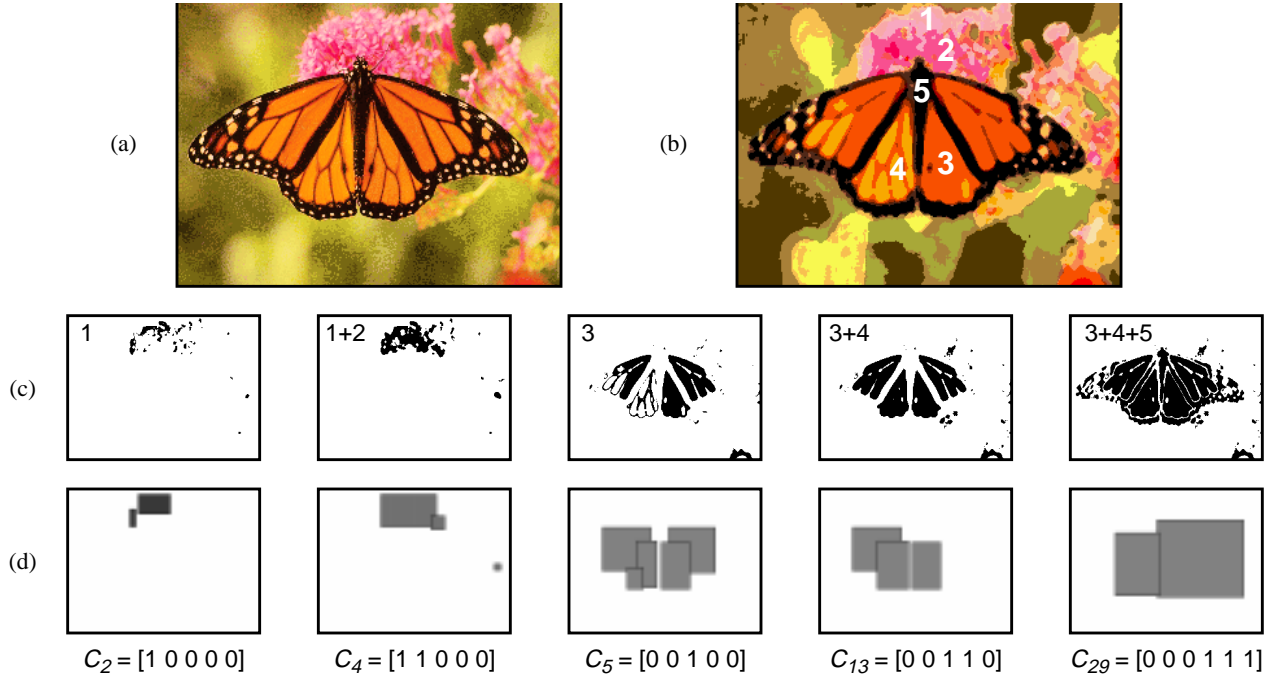 (a)
(b)
1
2
5
4
3
(c)
1
1+2
3
3+4
3+4+5
(d)
C2 = [1 0 0 0 0]
C4 = [1 1 0 0 0]
C5 = [0 0 1 0 0]
C13 = [0 0 1 1 0]
C29 = [0 0 0 1 1 1]